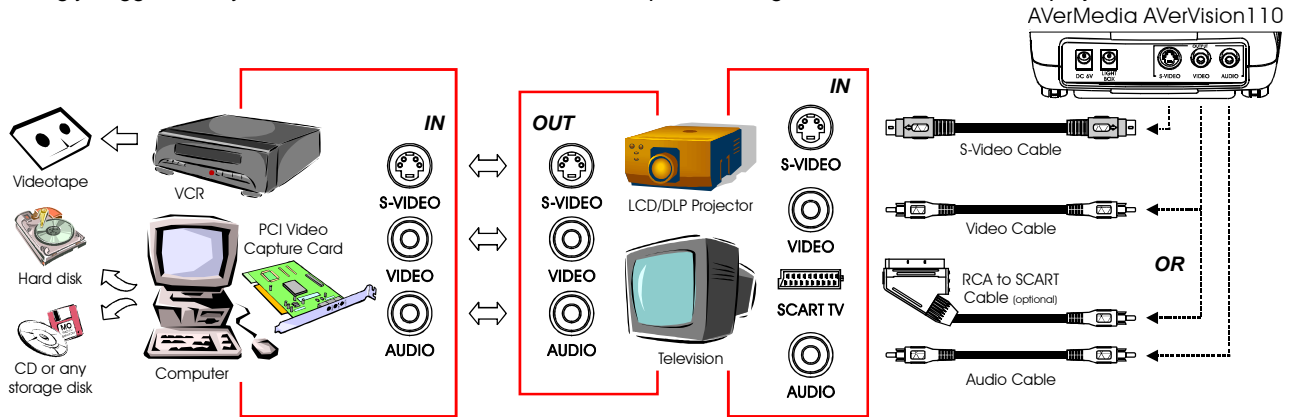 AVerMedia AVerVision110
OUTPUT
DC 6V
LIGHT
BOX
S-VIDEO
VIDEO
AUDIO
IN
OUT
IN
Videotape
VCR
S-VIDEO
S-VIDEO
LCD/DLP Projector
S-VIDEO
S-Video Cable
PCI Video
Capture Card
Hard disk
VIDEO
VIDEO
VIDEO
Video Cable
OR
RCA to SCART
Cable (optional)
SCART TV
MO
CD or any
storage disk
Computer
AUDIO
AUDIO
Television
AUDIO
Audio Cable